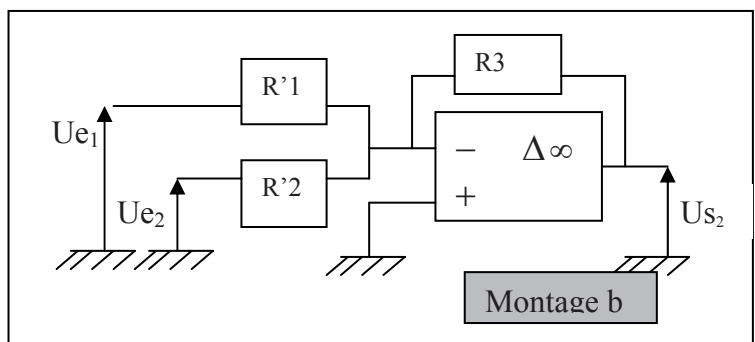 R3
R'1
Ue₁
− Δ∞
R'2
+
Ue₂
Us₂
Montage b